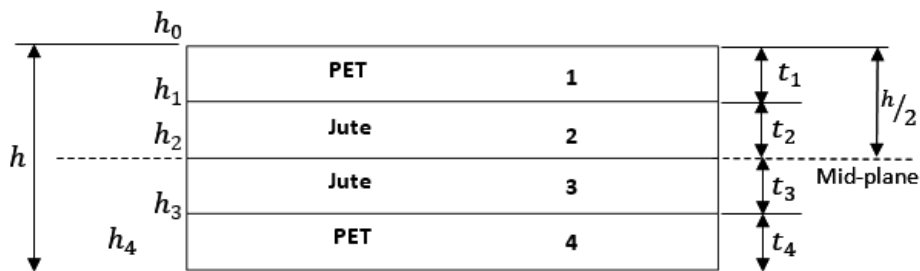 h₀
PET 1 t₁
h₁ h/2
Jute 2 t₂
h₂
h Mid-plane
Jute 3 t₃
h₃
PET 4 t₄
h₄